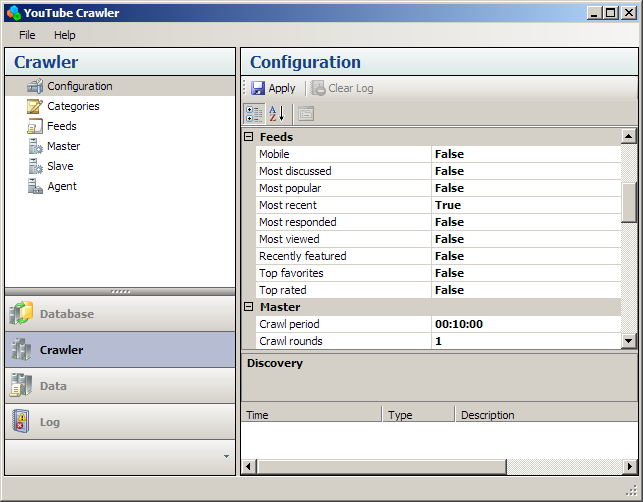 YouTube Crawler
File Help
Crawler
Configuration
Categories
Feeds
Master
Slave
Agent
Database
Crawler
Data
Log
Configuration
Apply Clear Log
Feeds
Mobile False
Most discussed False
Most popular False
Most recent True
Most responded False
Most viewed False
Recently featured False
Top favorites False
Top rated False
Master
Crawl period 00:10:00
Crawl rounds 1
Discovery
Time Type Description